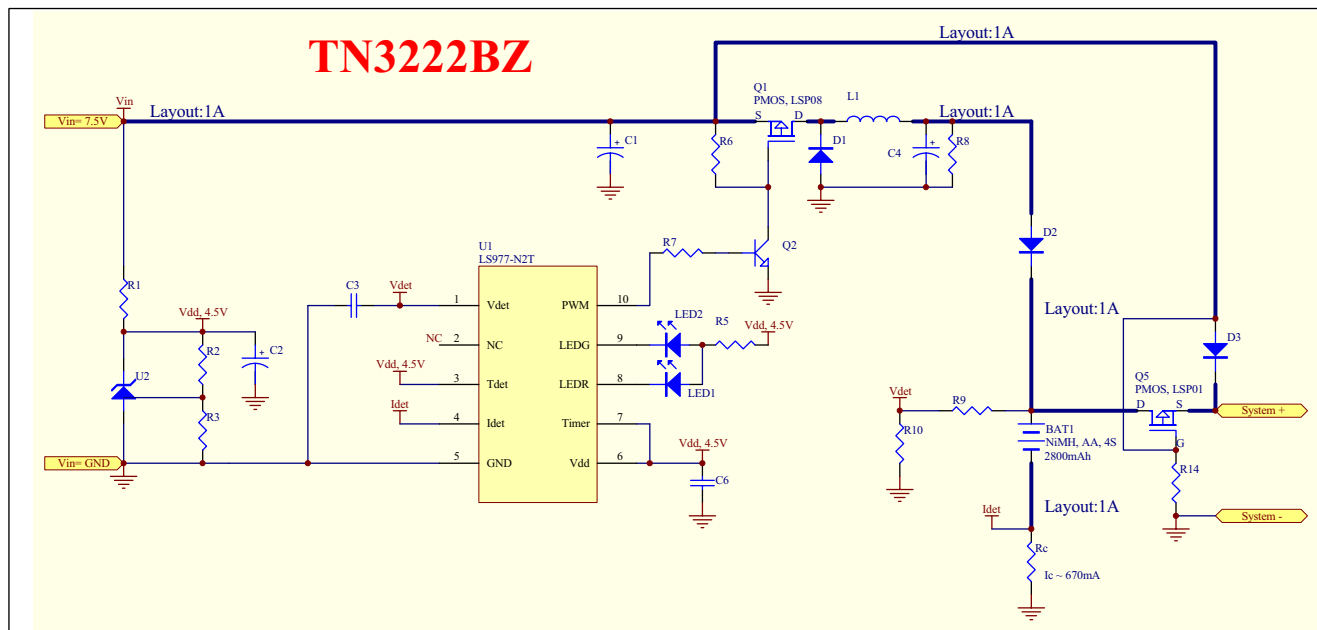 TN3222BZ
Layout:1A
Vin
Layout:1A
Vin= 7.5V
Q1
PMOS, LSP08
S
D
L1
Layout:1A
C1
+
R6
D1
C4
+
R8
R7
Q2
D2
U1
LS977-N2T
R1
C3
Vdet
1
Vdet
PWM
10
Layout:1A
Vdd, 4.5V
R2
C2
+
NC
2
NC
LEDG
9
LED2
R5
Vdd, 4.5V
D3
U2
Vdd, 4.5V
3
Tdet
LEDR
8
LED1
Q5
PMOS, LSP01
D
S
G
System +
R3
Idet
4
Idet
Timer
7
Vdet
R9
R10
BAT1
NiMH, AA, 4S
2800mAh
Vin= GND
5
GND
Vdd
6
Vdd, 4.5V
C6
R14
Idet
Layout:1A
System -
Rc
Ic ~ 670mA